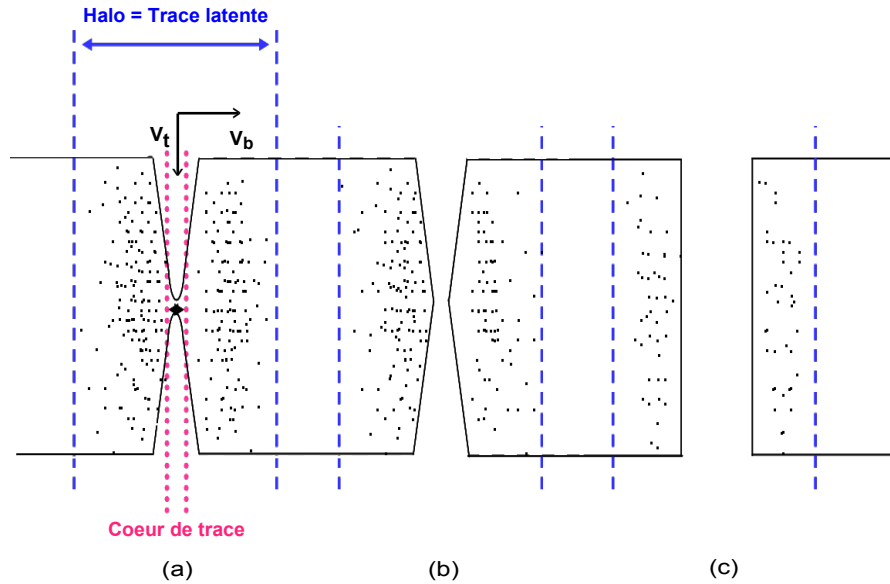 Halo = Trace latente
Vt
Vb
Coeur de trace
(a)
(b)
(c)